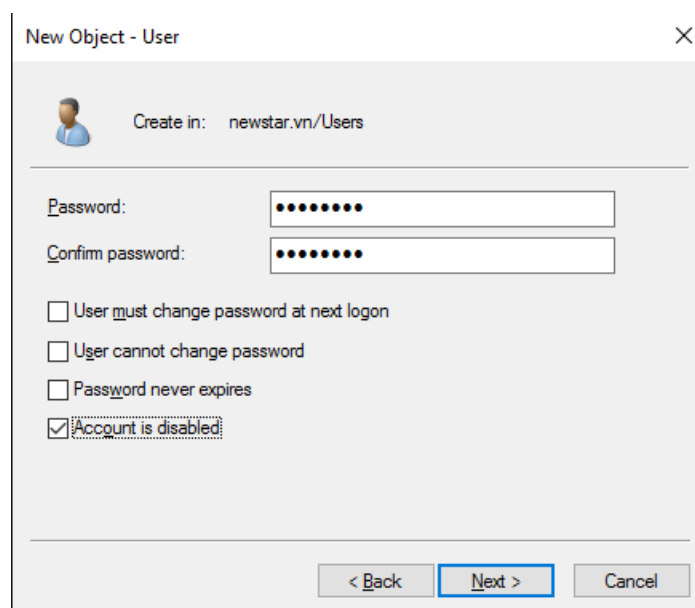 New Object - User
Create in: newstar.vn/Users
Password: ••••••••
Confirm password: ••••••••
User must change password at next logon
User cannot change password
Password never expires
Account is disabled
< Back Next > Cancel